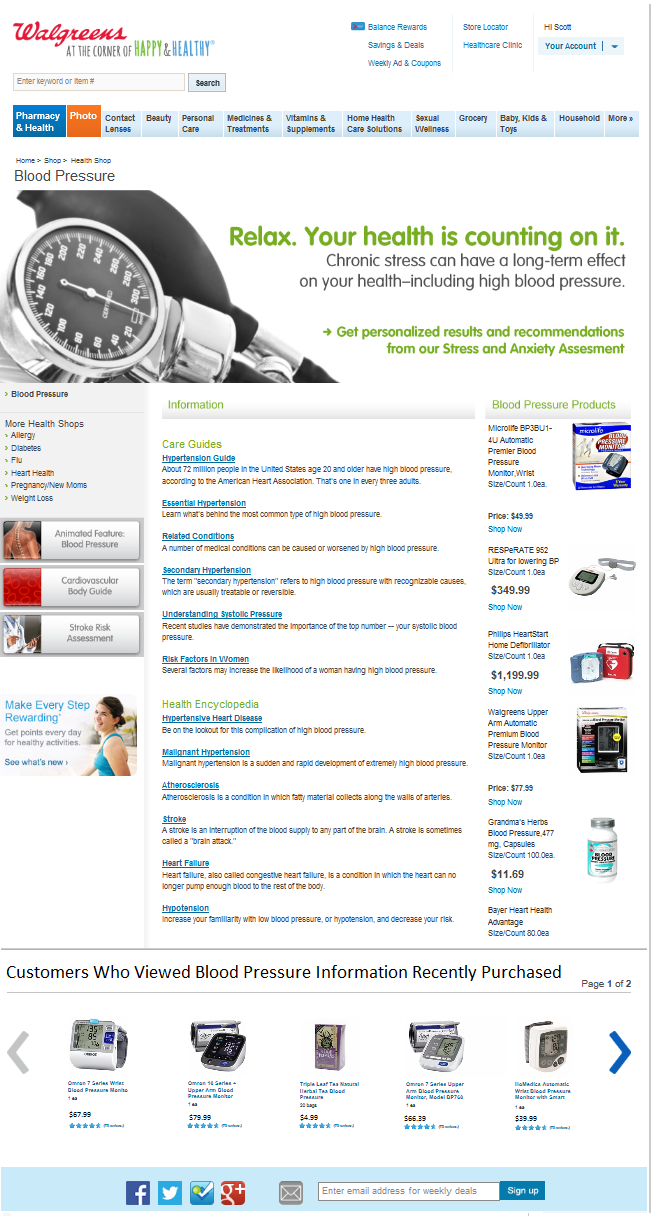 Walgreens
AT THE CORNER OF HAPPY & HEALTHY
Balance Rewards
Savings & Deals
Weekly Ad & Coupons
Store Locator
Healthcare Clinic
Hi Scott
Your Account
Enter keyword or Item #
Search
Pharmacy & Health
Photo
Contact Lenses
Beauty
Personal Care
Medicines & Treatments
Vitamins & Supplements
Home Health Care Solutions
Sexual Wellness
Grocery
Baby, Kids & Toys
Household
More »
Home > Shop > Health Shop
Blood Pressure
Relax. Your health is counting on it.
Chronic stress can have a long-term effect
on your health–including high blood pressure.
→ Get personalized results and recommendations
from our Stress and Anxiety Assesment
› Blood Pressure
More Health Shops
› Allergy
› Diabetes
› Flu
› Heart Health
› Pregnancy/New Moms
› Weight Loss
Animated Feature:
Blood Pressure
Cardiovascular
Body Guide
Stroke Risk
Assessment
Make Every Step
Rewarding*
Get points every day
for healthy activities.
See what's new ›
Information
Care Guides
Hypertension Guide
About 72 million people in the United States age 20 and older have high blood pressure,
according to the American Heart Association. That's one in every three adults.
Essential Hypertension
Learn what's behind the most common type of high blood pressure.
Related Conditions
A number of medical conditions can be caused or worsened by high blood pressure.
Secondary Hypertension
The term "secondary hypertension" refers to high blood pressure with recognizable causes,
which are usually treatable or reversible.
Understanding Systolic Pressure
Recent studies have demonstrated the importance of the top number -- your systolic blood
pressure.
Risk Factors in Women
Several factors may increase the likelihood of a woman having high blood pressure.
Health Encyclopedia
Hypertensive Heart Disease
Be on the lookout for this complication of high blood pressure.
Malignant Hypertension
Malignant hypertension is a sudden and rapid development of extremely high blood pressure.
Atherosclerosis
Atherosclerosis is a condition in which fatty material collects along the walls of arteries.
Stroke
A stroke is an interruption of the blood supply to any part of the brain. A stroke is sometimes
called a "brain attack."
Heart Failure
Heart failure, also called congestive heart failure, is a condition in which the heart can no
longer pump enough blood to the rest of the body.
Hypotension
Increase your familiarity with low blood pressure, or hypotension, and decrease your risk.
Blood Pressure Products
Microlife BP3BU1-
4U Automatic
Premier Blood
Pressure
Monitor,Wrist
Size/Count 1.0ea.
microlife
BLOOD
PRESSURE
MONITOR
Price: $49.99
Shop Now
RESPeRATE 952
Ultra for lowering BP
Size/Count 1.0ea
$349.99
Shop Now
Philips HeartStart
Home Defibrillator
Size/Count 1.0ea
$1,199.99
Shop Now
Walgreens Upper
Arm Automatic
Premium Blood
Pressure Monitor
Size/Count 1.0ea
Price: $77.99
Shop Now
Grandma's Herbs
Blood Pressure,477
mg, Capsules
Size/Count 100.0ea.
BLOOD
PRESSURE
$11.69
Shop Now
Bayer Heart Health
Advantage
Size/Count 80.0ea
Customers Who Viewed Blood Pressure Information Recently Purchased
Page 1 of 2
Omron 7 Series Wrist
Blood Pressure Monito
1 ea
$67.99
Omron 10 Series +
Upper Arm Blood
Pressure Monitor
1 ea
$79.99
Triple Leaf Tea Natural
Herbal Tea Blood
Pressure
20 bags
$4.99
Omron 7 Series Upper
Arm Blood Pressure
Monitor, Model BP760
1 ea
$66.39
Automatic
Wrist Blood Pressure
Monitor with Smart
1 ea
$39.99
Enter email address for weekly deals
Sign up